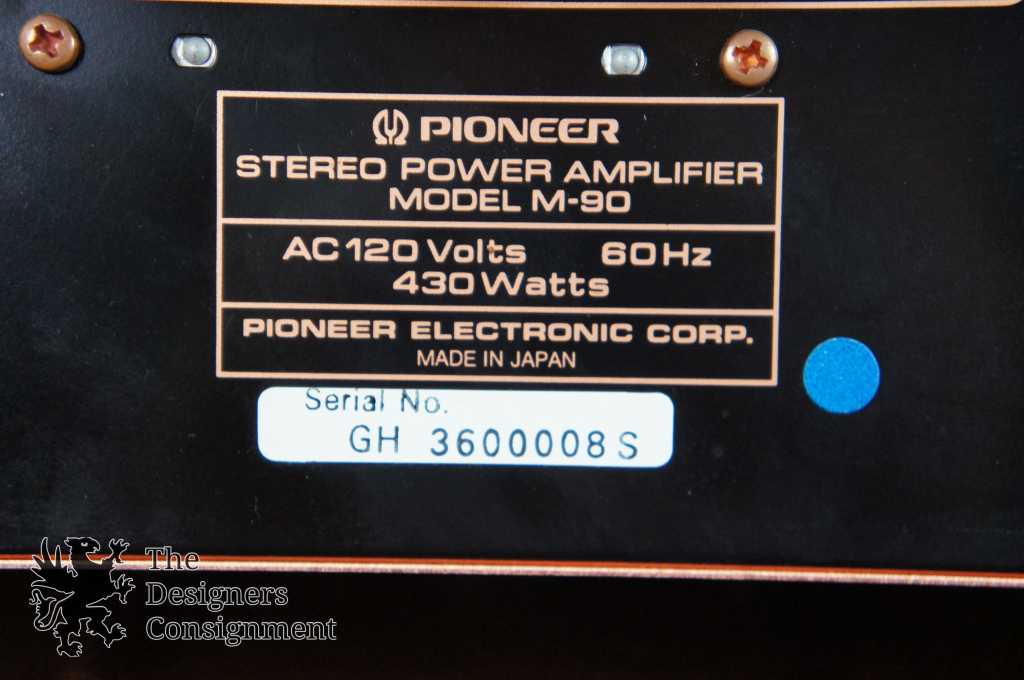 PIONEER
STEREO POWER AMPLIFIER
MODEL M-90
AC 120 Volts 60 Hz
430 Watts
PIONEER ELECTRONIC CORP.
MADE IN JAPAN
Serial No.
GH 3600008 S
The
Designers
Consignment